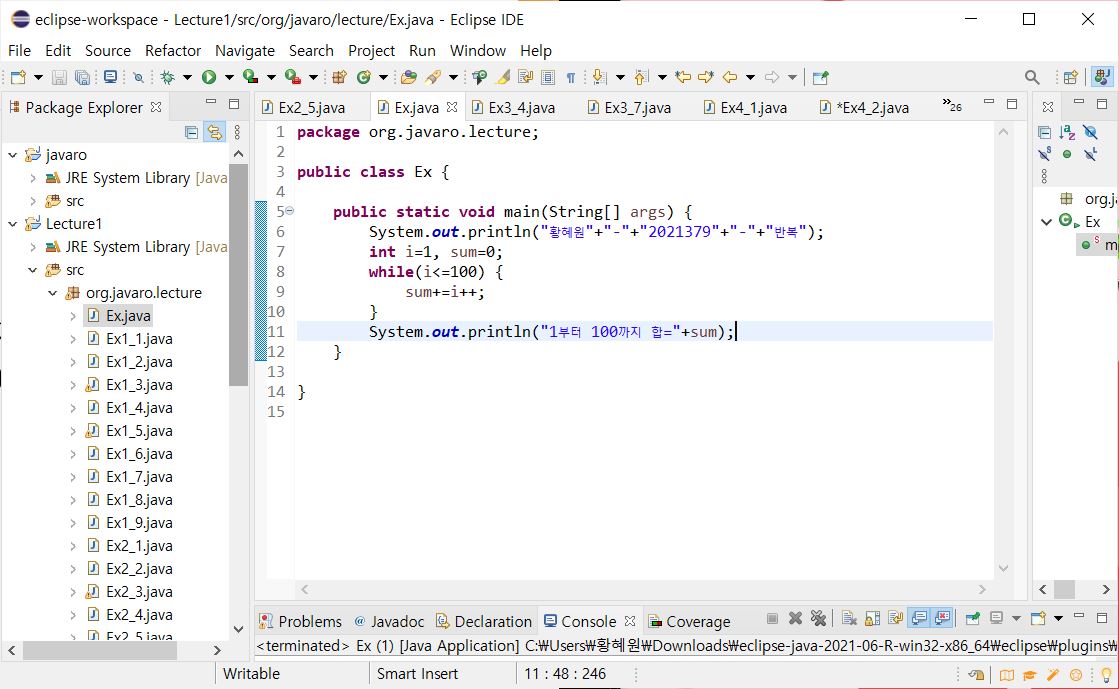 eclipse-workspace - Lecture1/src/org/javaro/lecture/Ex.java - Eclipse IDE
File Edit Source Refactor Navigate Search Project Run Window Help
Package Explorer
javaro
JRE System Library [Java
src
Lecture1
JRE System Library [Java
src
org.javaro.lecture
Ex.java
Ex1_1.java
Ex1_2.java
Ex1_3.java
Ex1_4.java
Ex1_5.java
Ex1_6.java
Ex1_7.java
Ex1_8.java
Ex1_9.java
Ex2_1.java
Ex2_2.java
Ex2_3.java
Ex2_4.java
Ex2_5.java
Ex2_5.java Ex.java Ex3_4.java Ex3_7.java Ex4_1.java *Ex4_2.java »26
1 package org.javaro.lecture;
2
3 public class Ex {
4
5 public static void main(String[] args) {
6 System.out.println("황혜원"+"-"+"2021379"+"-"+"반복");
7 int i=1, sum=0;
8 while(i<=100) {
9 sum+=i++;
10 }
11 System.out.println("1부터 100까지 합="+sum);
12 }
13
14 }
15
org.ja
Ex
m
Problems @ Javadoc Declaration Console Coverage
<terminated> Ex (1) [Java Application] C:₩Users₩황혜원₩Downloads₩eclipse-java-2021-06-R-win32-x86_64₩eclipse₩plugins₩
Writable Smart Insert 11 : 48 : 246